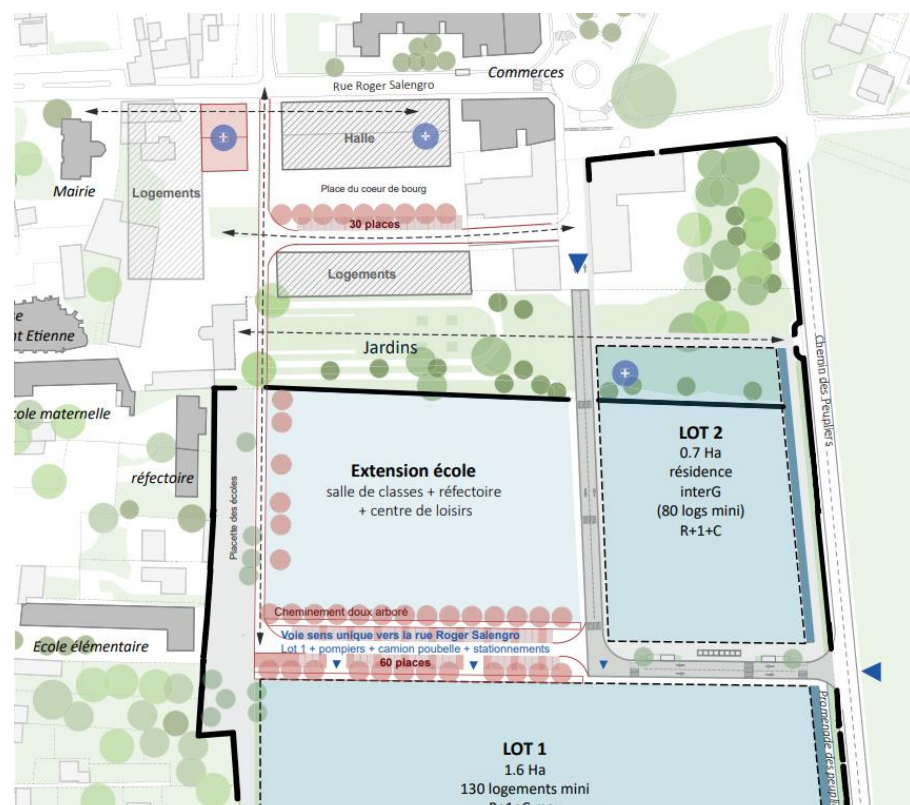 Commerces
Rue Roger Salengro
Halle
Mairie
Logements
Place du coeur de bourg
30 places
Logements
nt Etienne
Jardins
Chemin des Peupliers
cole maternelle
LOT 2
0.7 Ha
résidence
interG
(80 logs mini)
R+1+C
Extension école
salle de classes + réfectoire
+ centre de loisirs
réfectoire
Placette des écoles
Cheminement doux arboré
Voie sens unique vers la rue Roger Salengro
Lot 1 + pompiers + camion poubelle + stationnements
60 places
Ecole élémentaire
Promenade des peupli
LOT 1
1.6 Ha
130 logements mini